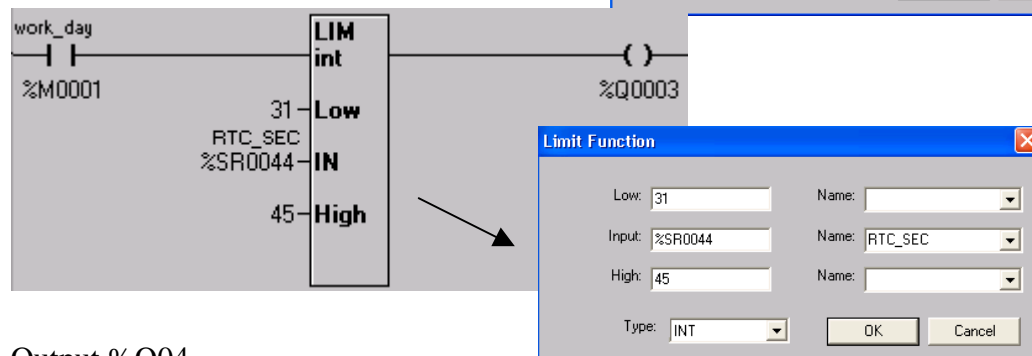 work_day
LIM
int
%M0001
%Q0003
31
Low
RTC_SEC
%SR0044
IN
45
High
Limit Function
Low: 31 Name:
Input: %SR0044 Name: RTC_SEC
High: 45 Name:
Type: INT OK Cancel
Output %Q04